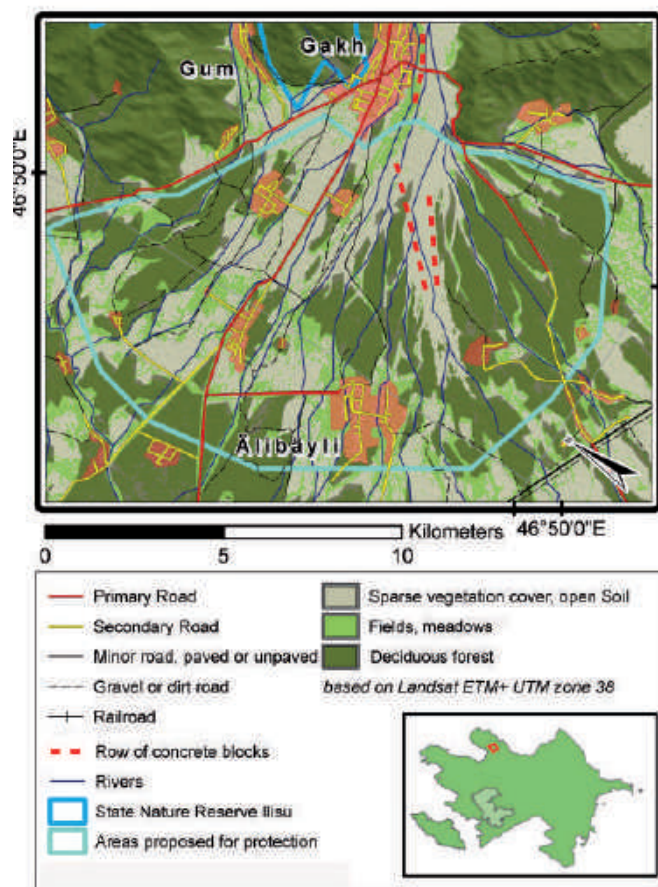 Gakh
Gum
46°50'0"E
Älibäyli
Kilometers
46°50'0"E
0 5 10
Primary Road
Secondary Road
Minor road, paved or unpaved
Gravel or dirt road
Railroad
Row of concrete blocks
Rivers
State Nature Reserve Ilisu
Areas proposed for protection
Sparse vegetation cover, open Soil
Fields, meadows
Deciduous forest
based on Landsat ETM+ UTM zone 38